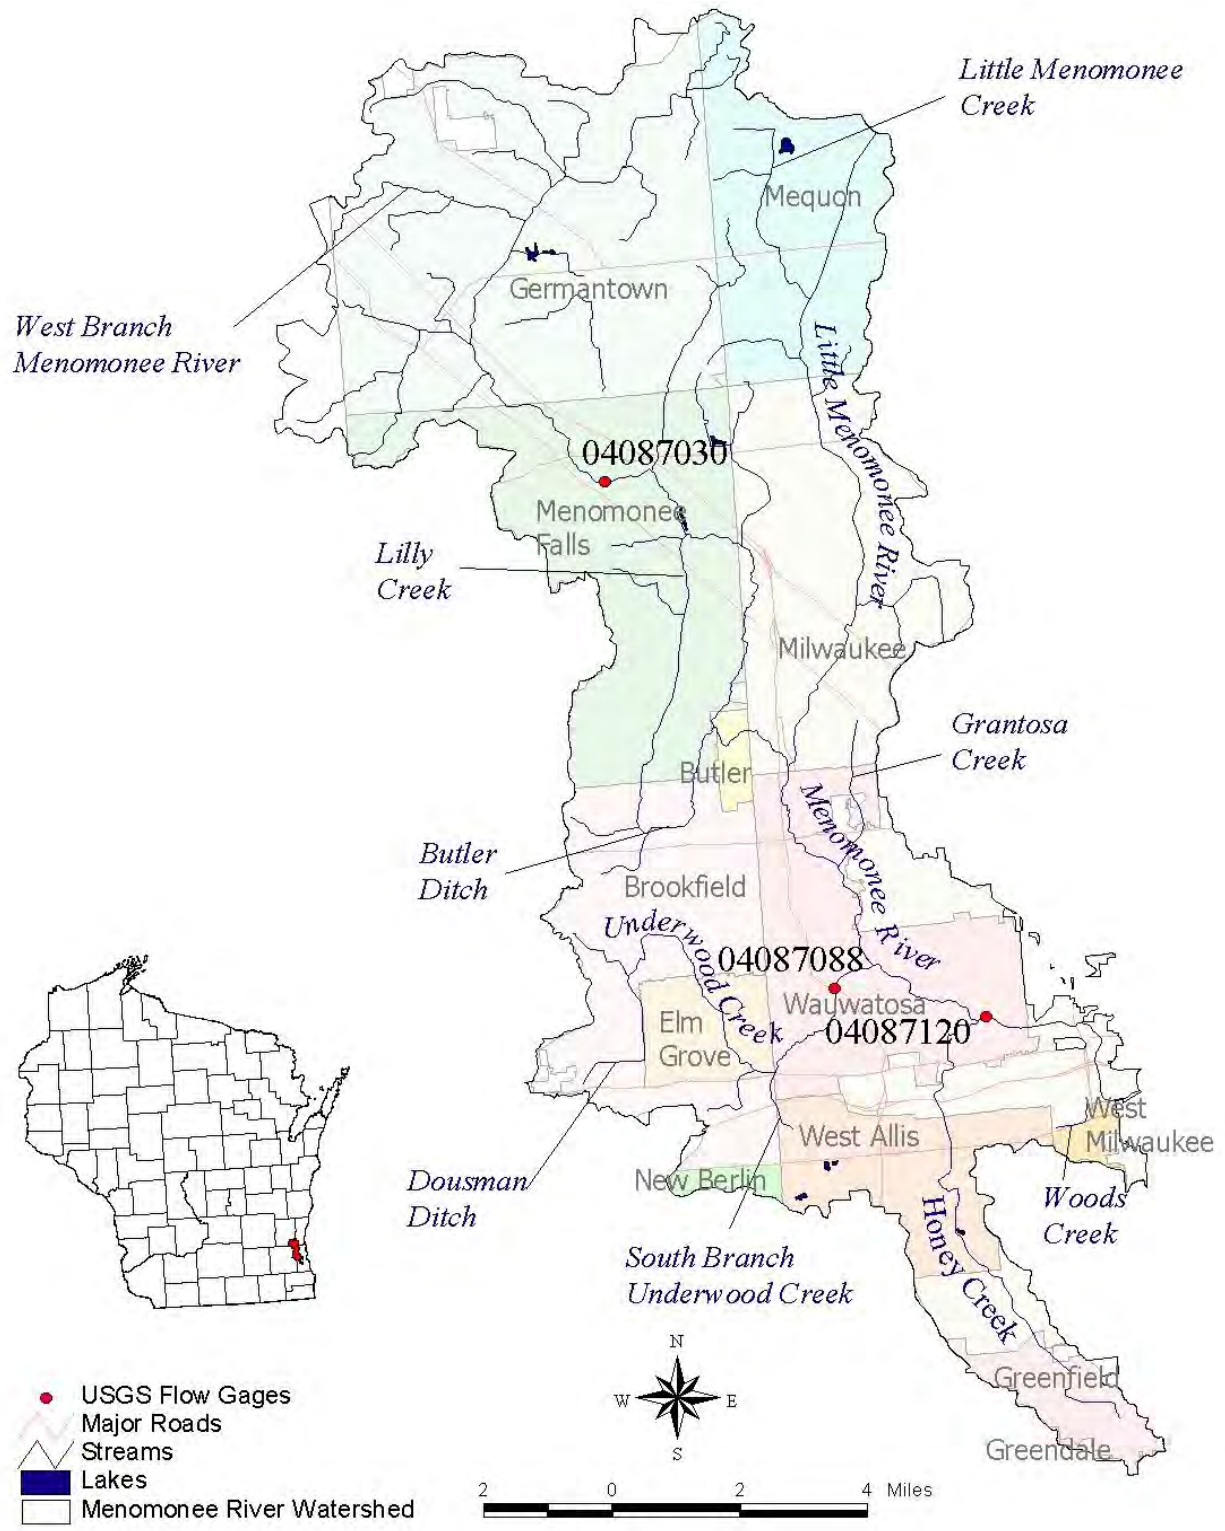 Little Menomonee
Creek
Mequon
Germantown
West Branch
Menomonee River
Little Menomonee River
04087030
Menomonee
Falls
Lilly
Creek
Milwaukee
Grantosa
Creek
Butler
Menomonee River
Butler
Ditch
Brookfield
Underwood Creek
04087088
Wauwatosa
04087120
Elm
Grove
West
Milwaukee
West Allis
New Berlin
Dousman
Ditch
Woods
Creek
Honey Creek
South Branch
Underwood Creek
N
W
E
S
Greenfield
Greendale
USGS Flow Gages
Major Roads
Streams
Lakes
Menomonee River Watershed
2 0 2 4 Miles